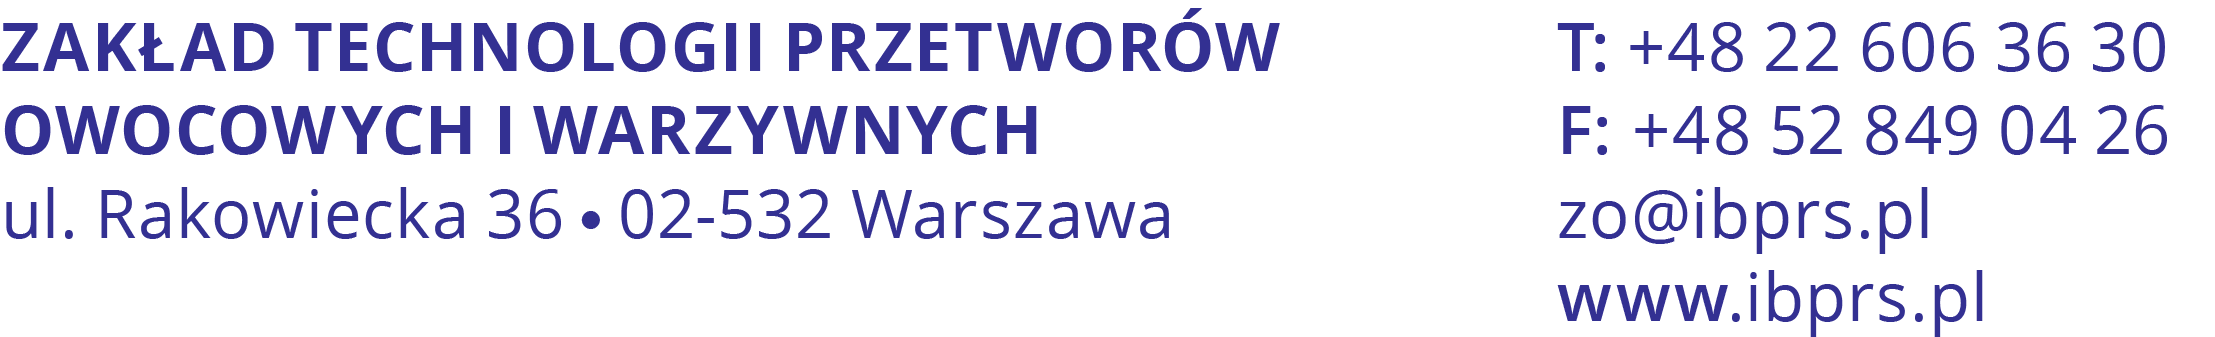 ZAKŁAD TECHNOLOGII PRZETWORÓW
OWOCOWYCH I WARZYWNYCH
ul. Rakowiecka 36 • 02-532 Warszawa
T: +48 22 606 36 30
F: +48 52 849 04 26
zo@ibprs.pl
www.ibprs.pl